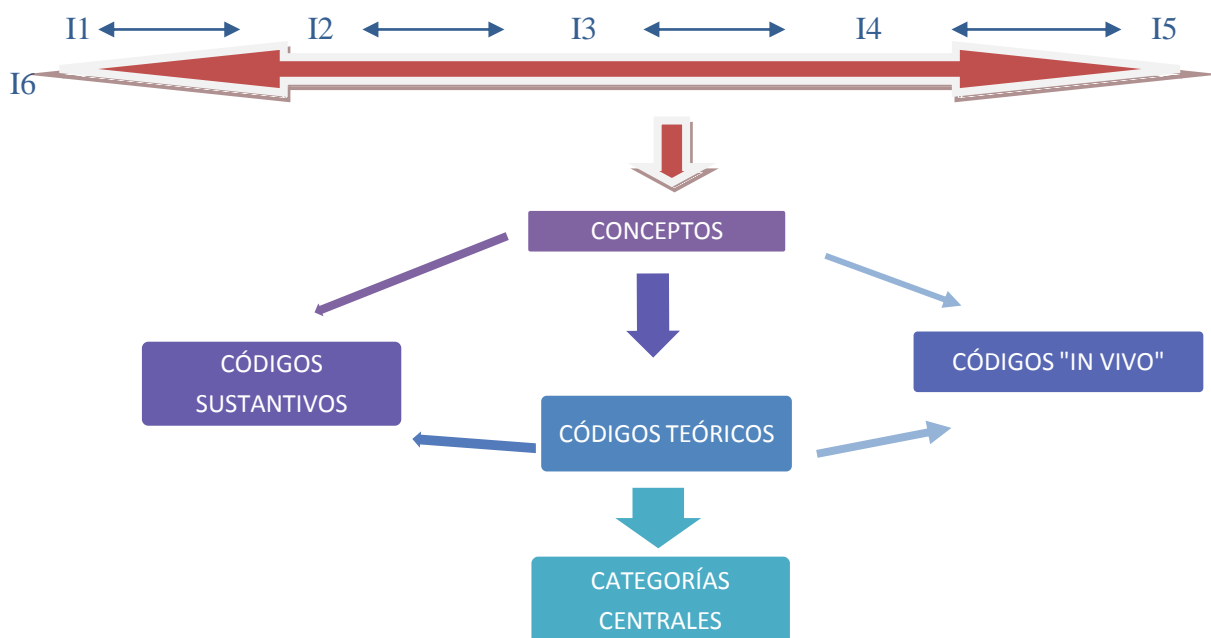 I1 I2 I3 I4 I5
I6
CONCEPTOS
CÓDIGOS
SUSTANTIVOS
CÓDIGOS "IN VIVO"
CÓDIGOS TEÓRICOS
CATEGORÍAS
CENTRALES